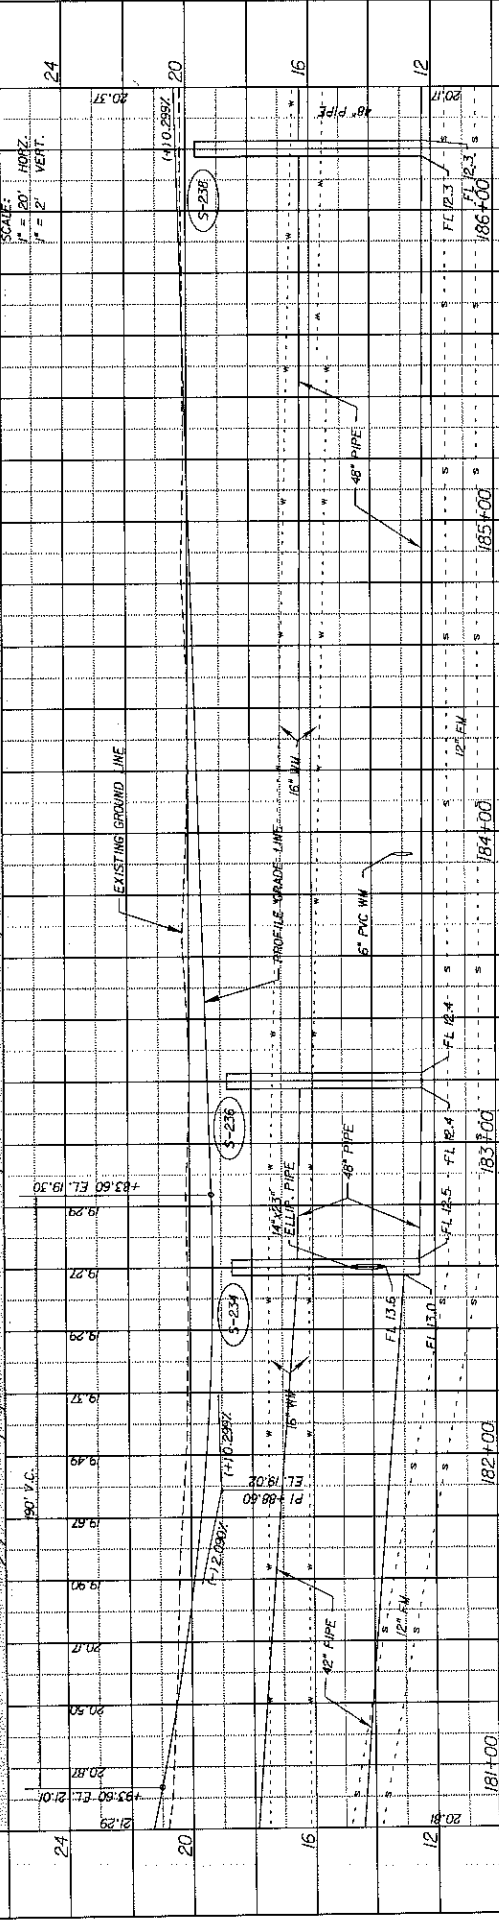 SCALE:
1" = 20' HORZ.
1" = 2' VERT.
24
24
20
20
16
16
12
12
190' V.C.
+93.60 EL. 21.01
+83.60 EL. 19.30
21.29
20.87
20.50
20.17
19.90
19.67
19.49
19.37
19.29
19.27
19.29
20.37
(-) 2.090%
(+) 0.299%
(+) 0.299%
PI +88.60
EL. 19.02
EXISTING GROUND LINE
PROFILE GRADE LINE
S-234
S-236
S-238
42" PIPE
12" FM
16" WM
14"X23"
ELLIP. PIPE
48" PIPE
16" WM
6" PVC WM
48" PIPE
48" PIPE
12" FM
FL 13.6
FL 13.0
FL 12.5
FL 12.4
FL 12.4
FL 12.3
FL 12.3
20.81
20.17
181+00
182+00
183+00
184+00
185+00
186+00